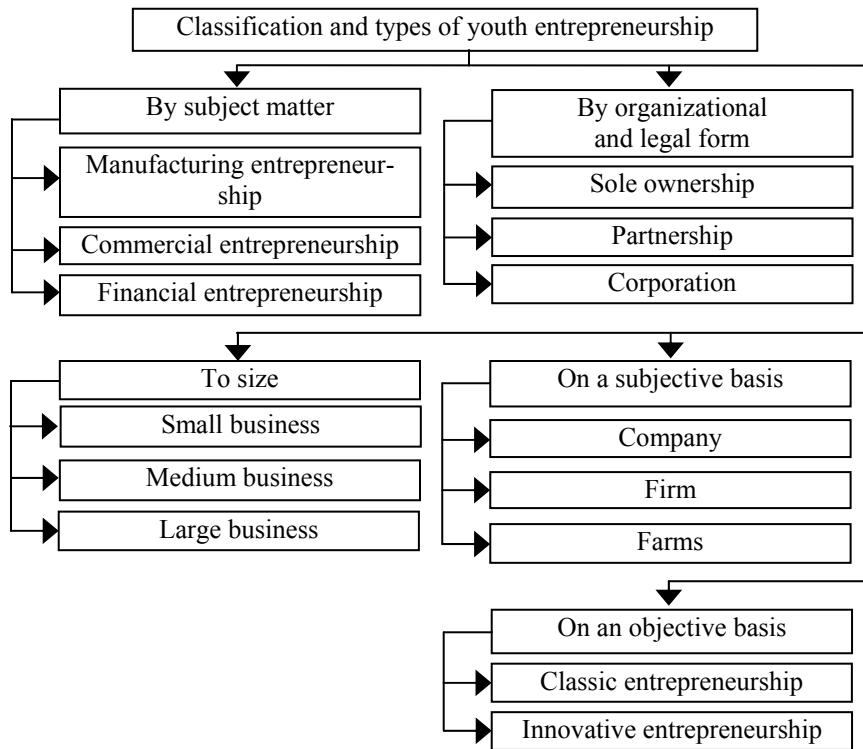 Classification and types of youth entrepreneurship
By subject matter
Manufacturing entrepreneur-
ship
Commercial entrepreneurship
Financial entrepreneurship
By organizational
and legal form
Sole ownership
Partnership
Corporation
To size
Small business
Medium business
Large business
On a subjective basis
Company
Firm
Farms
On an objective basis
Classic entrepreneurship
Innovative entrepreneurship